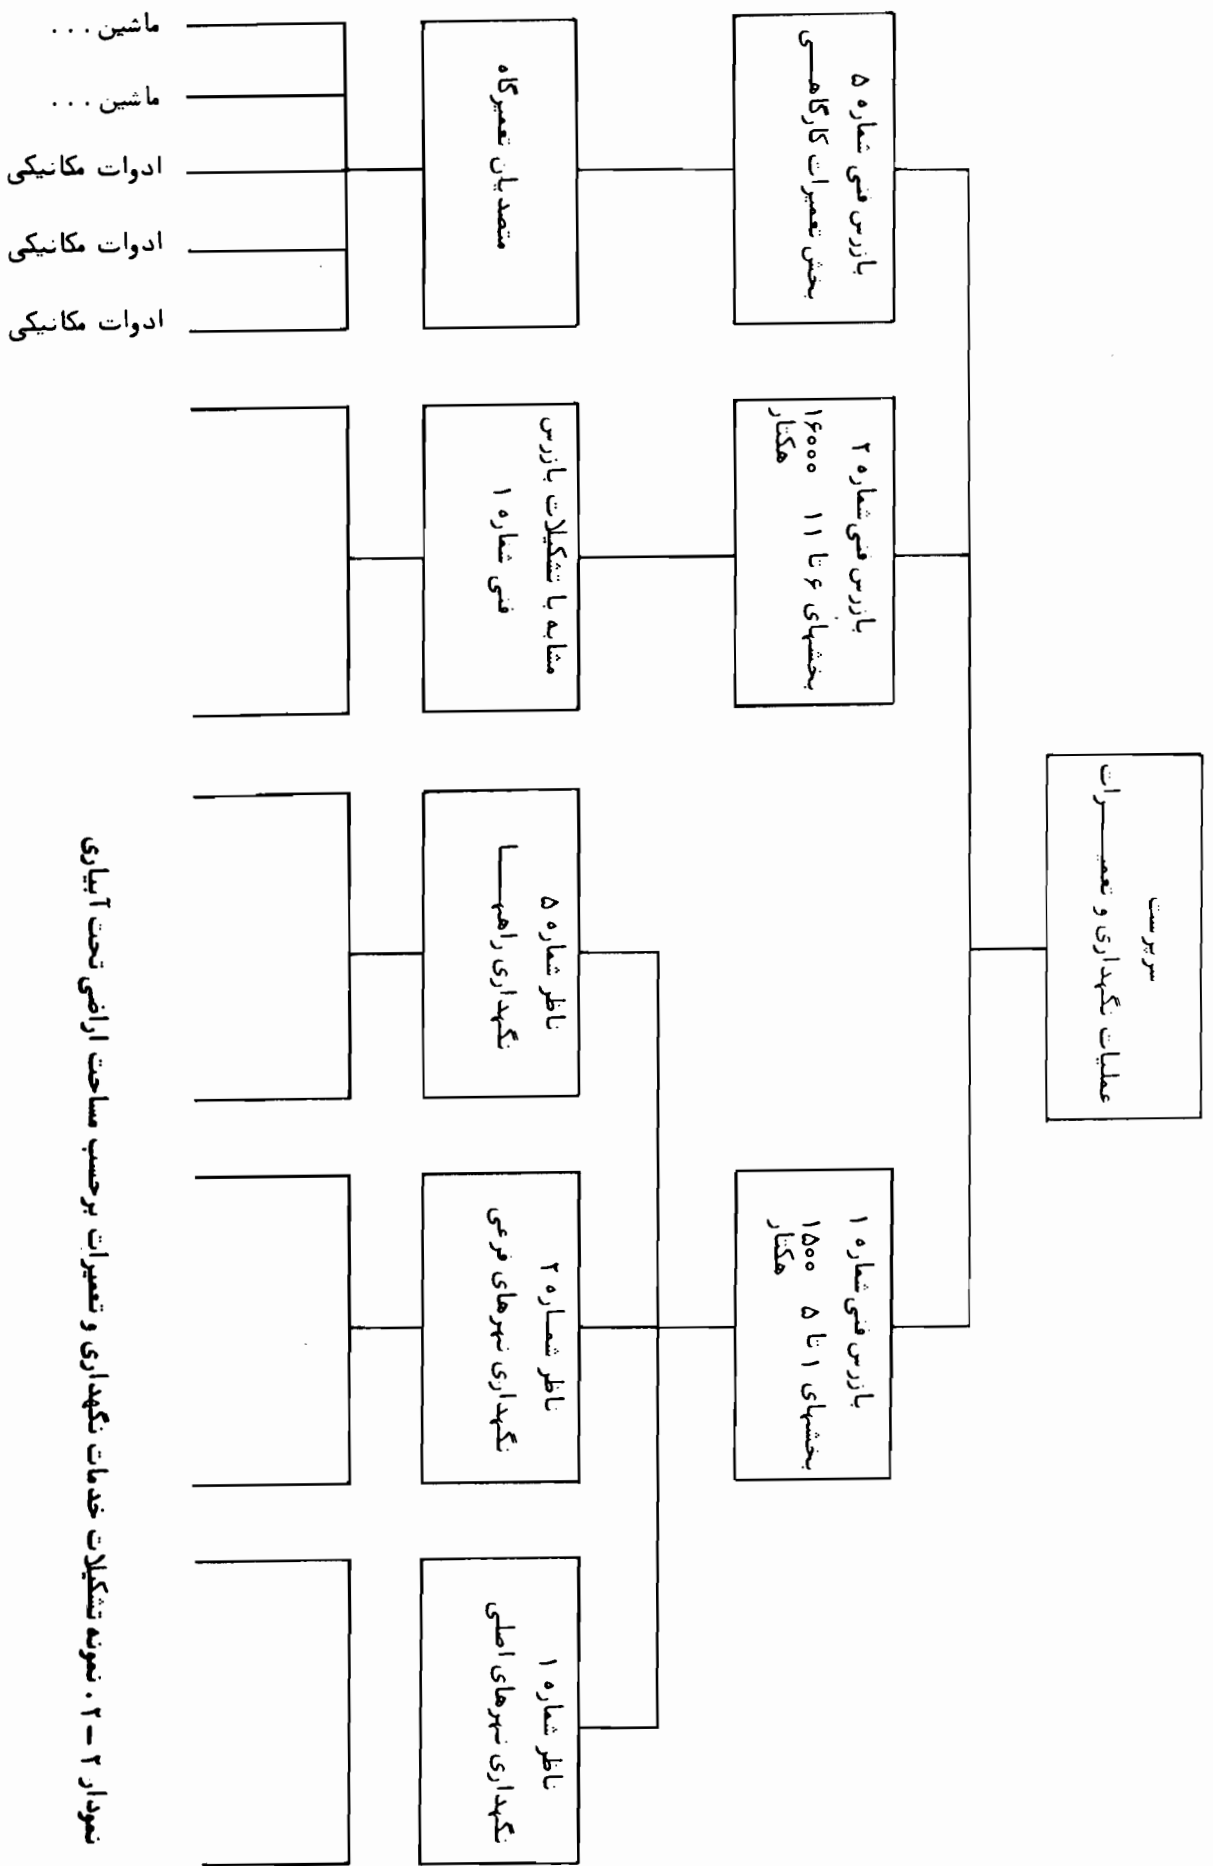 سرپرست
عملیات نگهداری و تعمیرات
بازرس فنی شماره ۱
بخشهای ۱ تا ۵ ۱۵۰۰
هکتار
بازرس فنی شماره ۲
بخشهای ۶ تا ۱۱ ۱۶۰۰۰
هکتار
بازرس فنی شماره ۵
بخش تعمیرات کارگاهی
ناظر شماره ۱
نگهداری نهرهای اصلی
ناظر شماره ۲
نگهداری نهرهای فرعی
ناظر شماره ۵
نگهداری راهها
مشابه با تشکیلات بازرس
فنی شماره ۱
متصدیان تعمیرگاه
ماشین ...
ماشین ...
ادوات مکانیکی
ادوات مکانیکی
ادوات مکانیکی
نمودار ۲ – ۲. نمونه تشکیلات خدمات نگهداری و تعمیرات برحسب مساحت اراضی تحت آبیاری